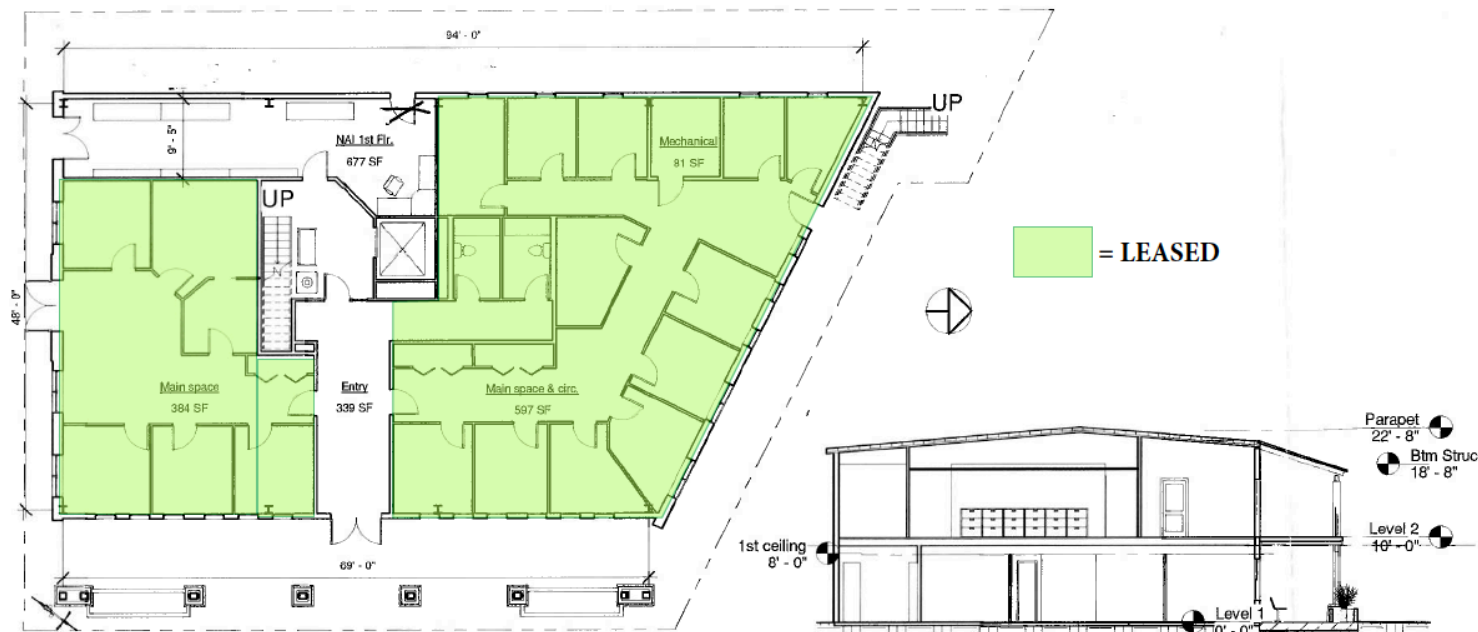 94' - 0"
UP
9' - 5"
NAI 1st Flr.
677 SF
Mechanical
81 SF
UP
= LEASED
48' - 0"
Main space
384 SF
Entry
339 SF
Main space & circ.
597 SF
69' - 0"
Parapet
22' - 8"
Btm Struc
18' - 8"
Level 2
10' - 0"
1st ceiling
8' - 0"
Level 1
0' - 0"